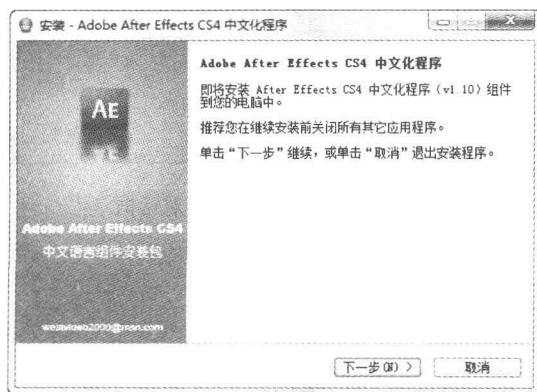 安装 - Adobe After Effects CS4 中文化程序
AE
Adobe After Effects CS4
中文语言组件安装包
Adobe After Effects CS4 中文化程序
即将安装 After Effects CS4 中文化程序（v1.10）组件
到您的电脑中。
推荐您在继续安装前关闭所有其它应用程序。
单击“下一步”继续，或单击“取消”退出安装程序。
下一步(N) >
取消